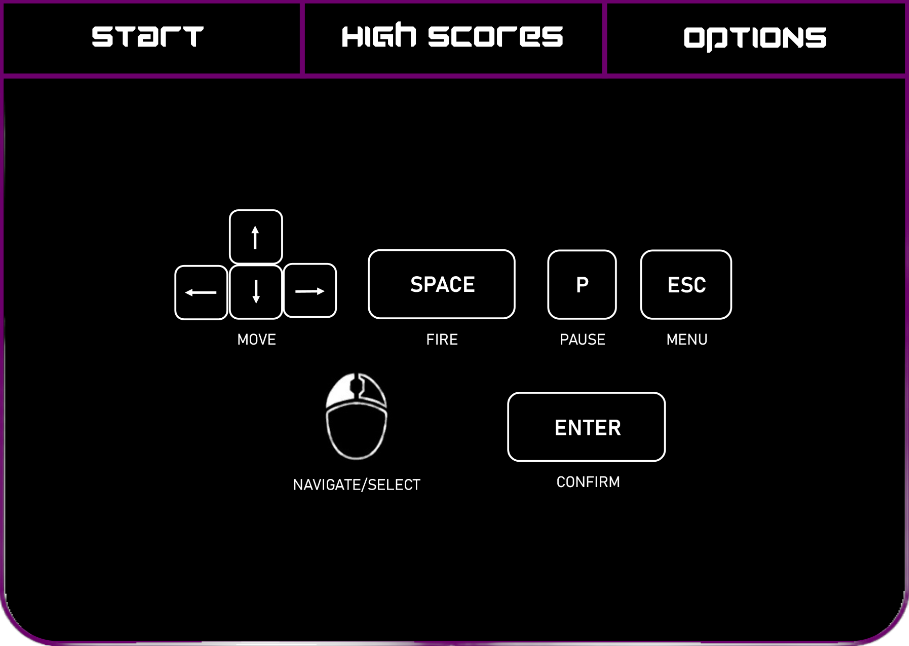 START
HIGH SCORES
OPTIONS
SPACE
P
ESC
MOVE
FIRE
PAUSE
MENU
ENTER
NAVIGATE/SELECT
CONFIRM